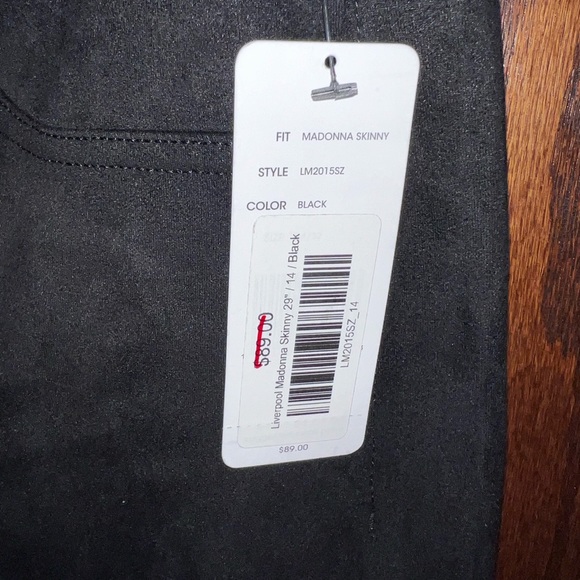 FIT MADONNA SKINNY
STYLE LM2015SZ
COLOR BLACK
$89.00
Liverpool Madonna Skinny 29" / 14 / Black
LM2015SZ_14
$89.00